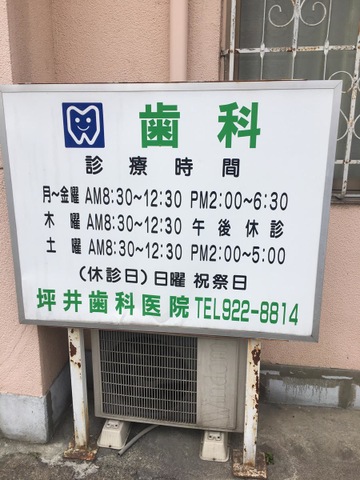 歯科
診療時間
月～金曜 AM8:30~12:30 PM2:00~6:30
木 曜 AM8:30~12:30 午後休診
土 曜 AM8:30~12:30 PM2:00~5:00
(休診日)日曜 祝祭日
坪井歯科医院 TEL922-8814